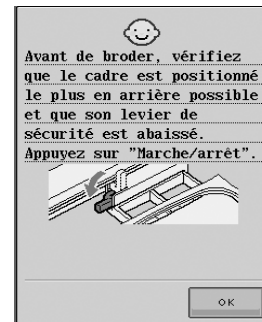 Avant de broder, vérifiez
que le cadre est positionné
le plus en arrière possible
et que son levier de
sécurité est abaissé.
Appuyez sur "Marche/arrêt".
OK